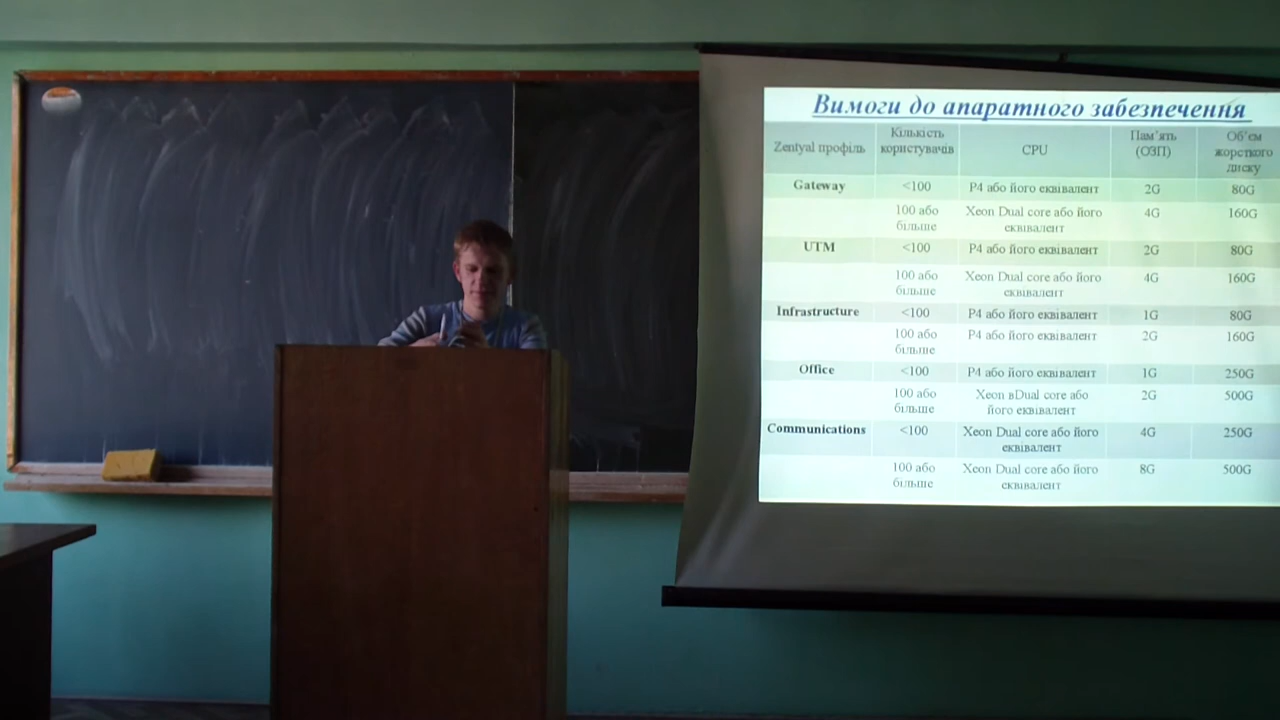 Вимоги до апаратного забезпечення
Zentyal профіль Кількість користувачів CPU Пам’ять (ОЗП) Об’єм жорсткого диску
Gateway <100 P4 або його еквівалент 2G 80G
100 або більше Xeon Dual core або його еквівалент 4G 160G
UTM <100 P4 або його еквівалент 2G 80G
100 або більше Xeon Dual core або його еквівалент 4G 160G
Infrastructure <100 P4 або його еквівалент 1G 80G
100 або більше P4 або його еквівалент 2G 160G
Office <100 P4 або його еквівалент 1G 250G
100 або більше Xeon вDual core або його еквівалент 2G 500G
Communications <100 Xeon Dual core або його еквівалент 4G 250G
100 або більше Xeon Dual core або його еквівалент 8G 500G